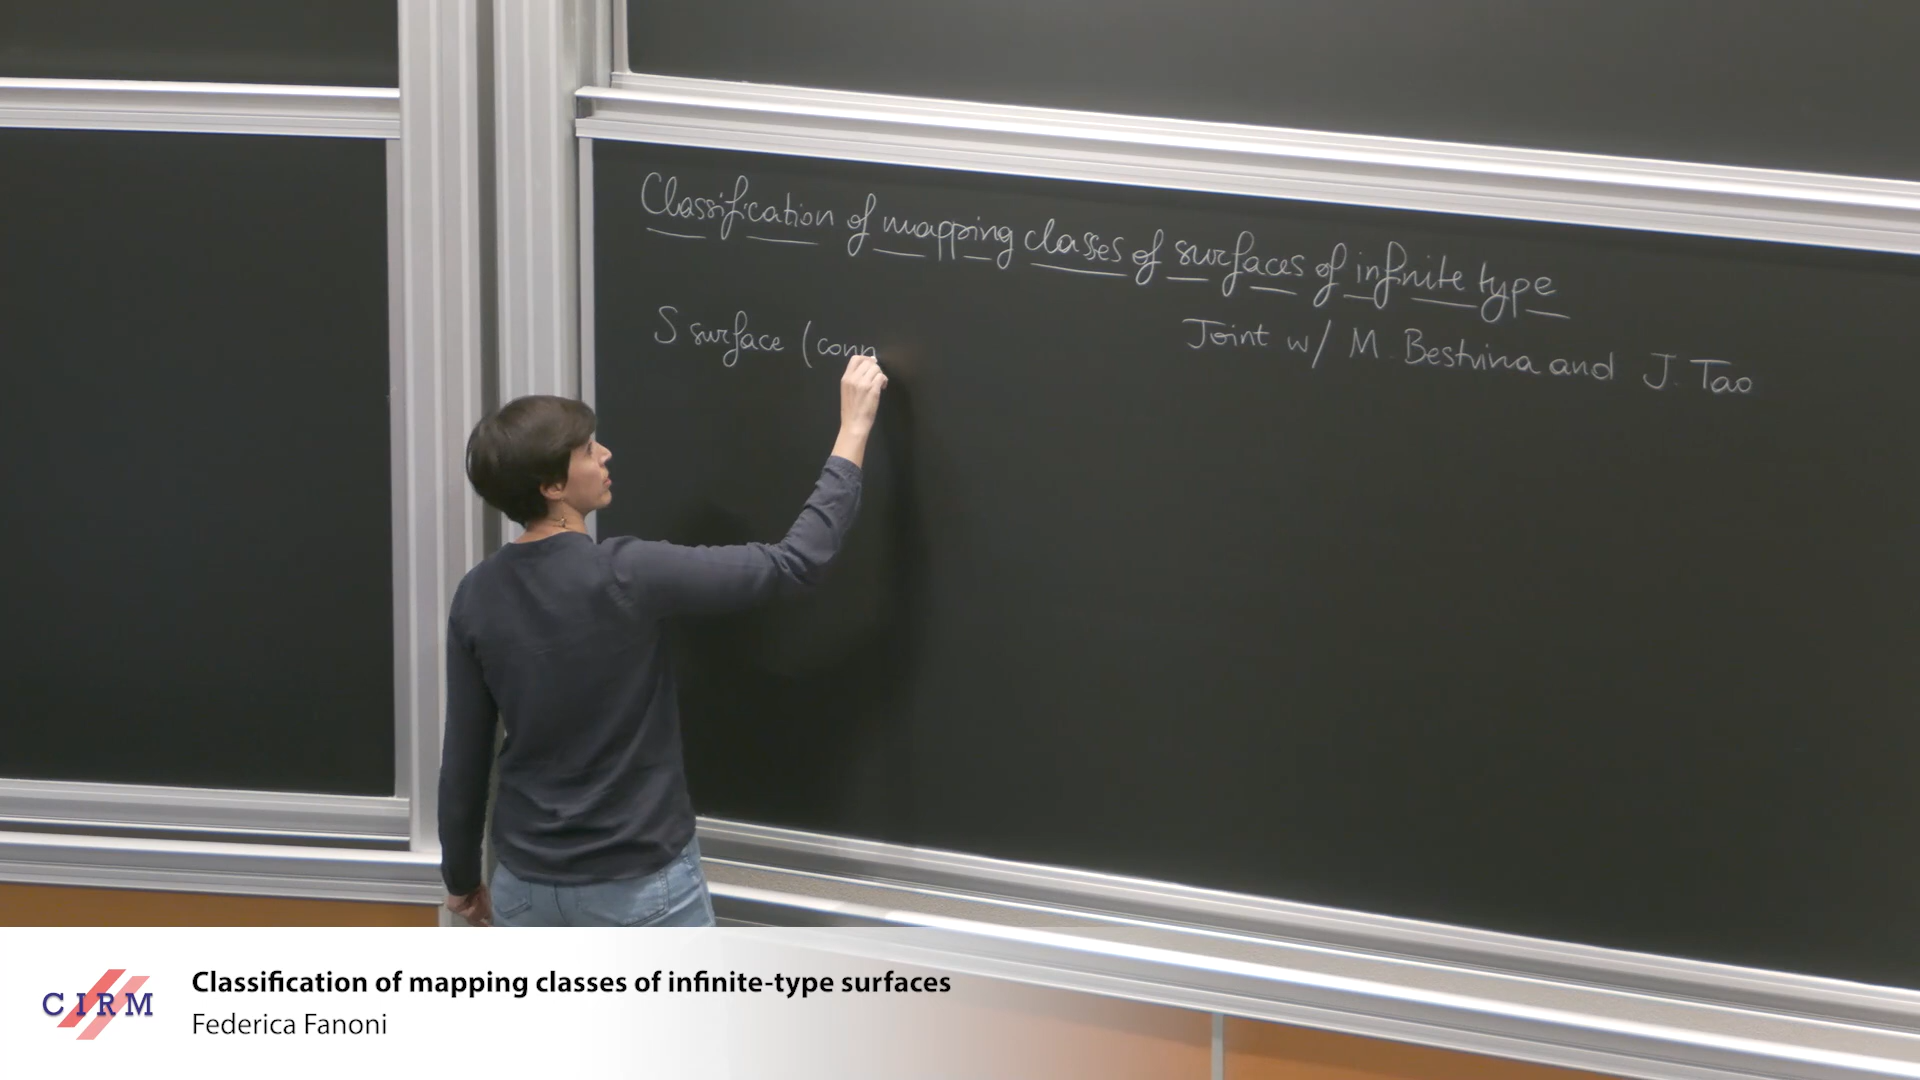 Classification of mapping classes of surfaces of infinite type
Joint w/ M. Bestvina and J. Tao
S surface (conn
CIRM
Classification of mapping classes of infinite-type surfaces
Federica Fanoni